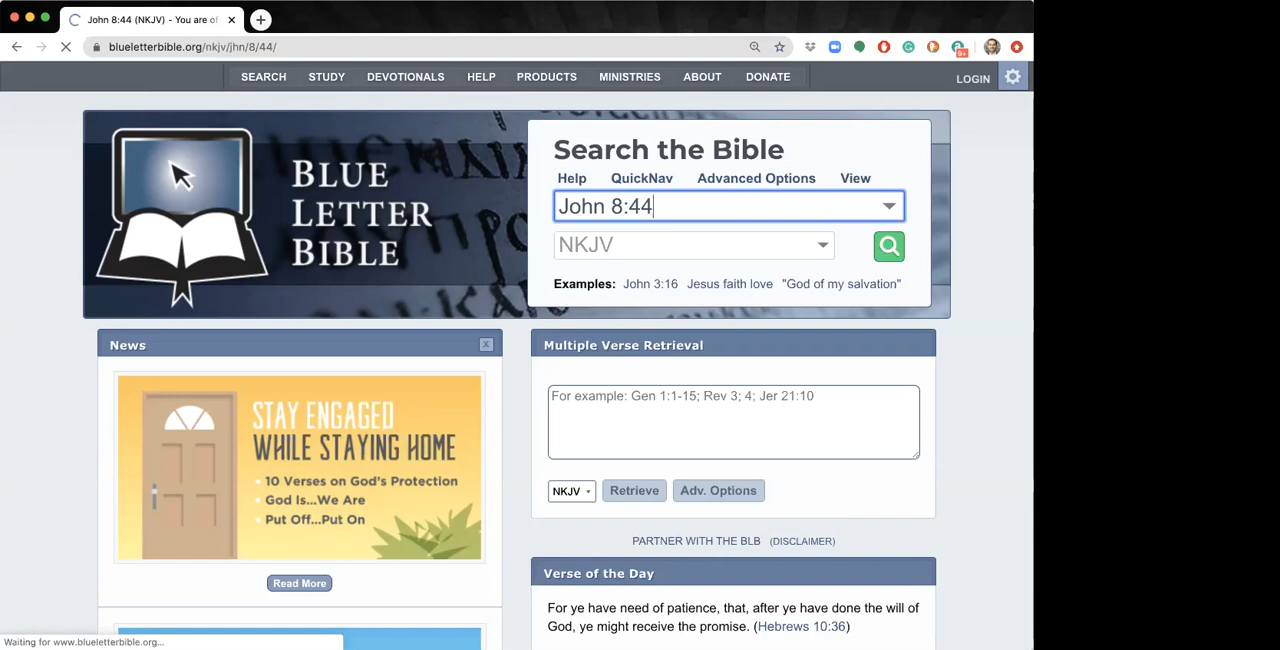 John 8:44 (NKJV) - You are of
blueletterbible.org/nkjv/jhn/8/44/
9+
SEARCH STUDY DEVOTIONALS HELP PRODUCTS MINISTRIES ABOUT DONATE LOGIN
BLUE
LETTER
BIBLE
Search the Bible
Help QuickNav Advanced Options View
John 8:44
NKJV
Examples: John 3:16 Jesus faith love "God of my salvation"
News
x
STAY ENGAGED
WHILE STAYING HOME
• 10 Verses on God's Protection
• God Is...We Are
• Put Off...Put On
Read More
Multiple Verse Retrieval
For example: Gen 1:1-15; Rev 3; 4; Jer 21:10
NKJV Retrieve Adv. Options
PARTNER WITH THE BLB (DISCLAIMER)
Verse of the Day
For ye have need of patience, that, after ye have done the will of
God, ye might receive the promise. (Hebrews 10:36)
Waiting for www.blueletterbible.org...